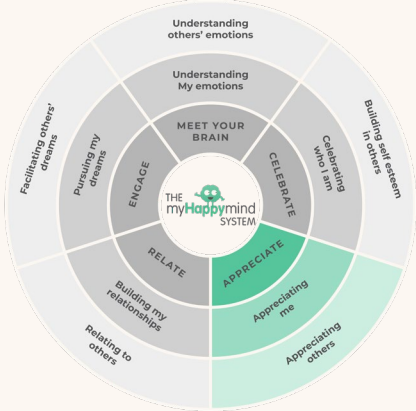 Understanding
others' emotions
Understanding
My emotions
MEET YOUR
BRAIN
Building self esteem
in others
Celebrating
who I am
CELEBRATE
Appreciating
others
Appreciating
me
APPRECIATE
Relating to
others
Building my
relationships
RELATE
Facilitating others'
dreams
Pursuing my
dreams
ENGAGE
THE
myHappymind
SYSTEM